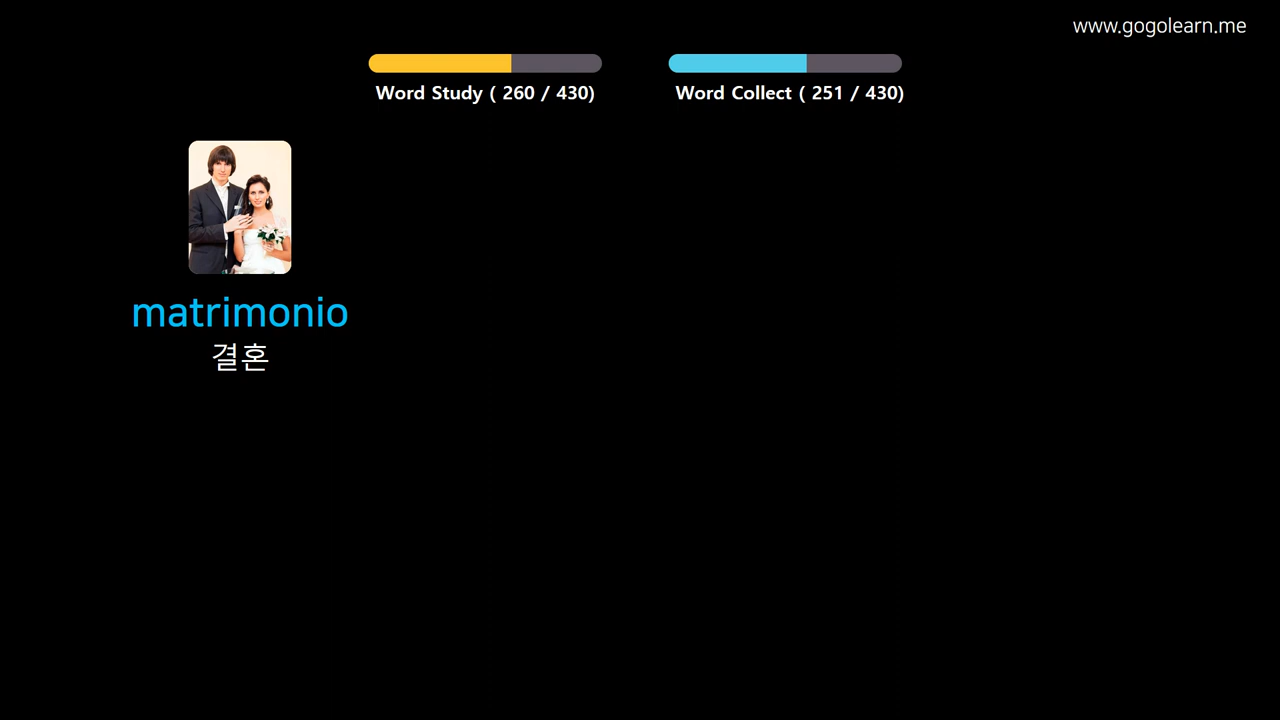 www.gogolearn.me
Word Study ( 260 / 430)
Word Collect ( 251 / 430)
matrimonio
결혼